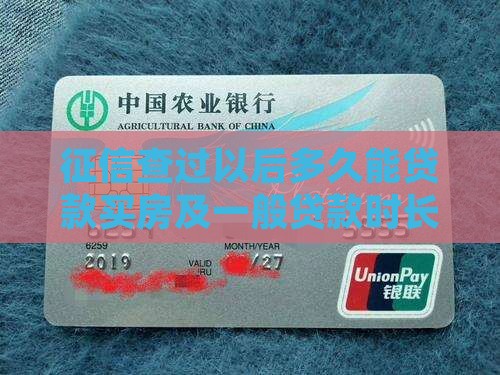 中国农业银行
AGRICULTURAL BANK OF CHINA
征信查过以后多久能贷
款买房及一般贷款时长
6259
MONTH/YEAR
2019
VALID
THRU
/27
UnionPay
银联